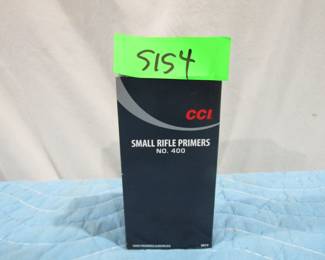 5154
CCI
SMALL RIFLE PRIMERS
NO. 400